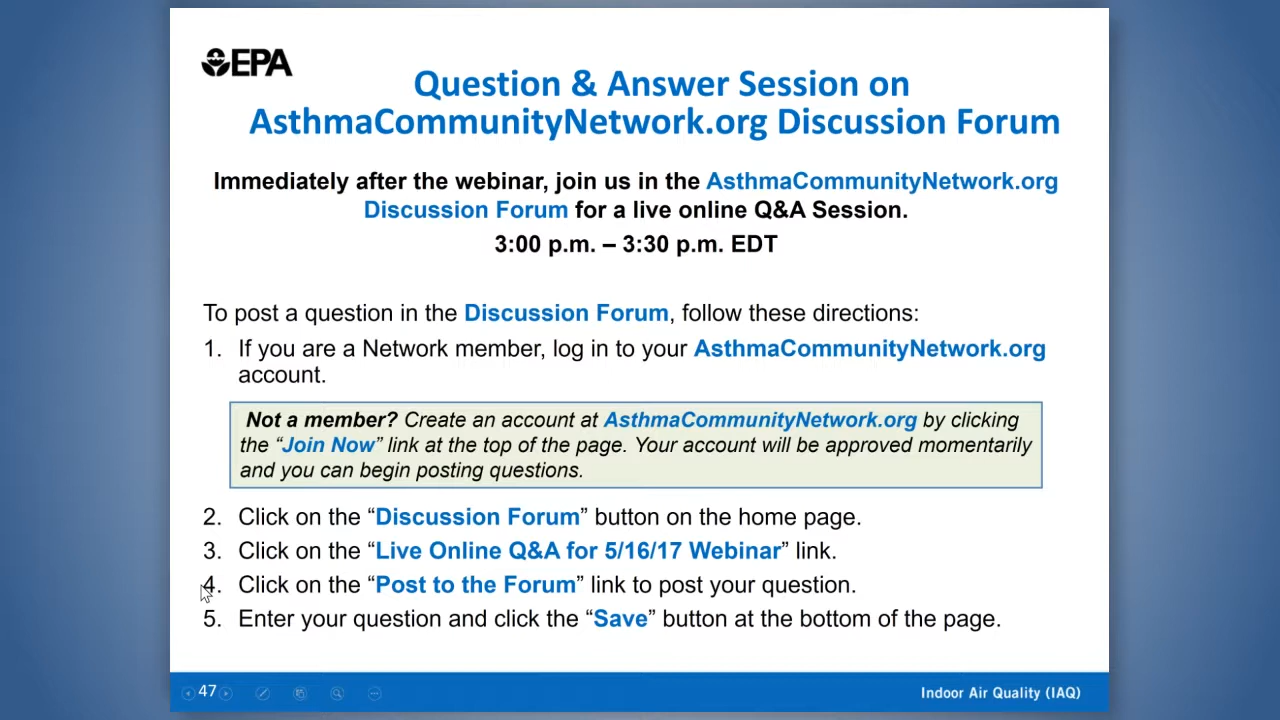 EPA
Question & Answer Session on
AsthmaCommunityNetwork.org Discussion Forum
Immediately after the webinar, join us in the AsthmaCommunityNetwork.org
Discussion Forum for a live online Q&A Session.
3:00 p.m. – 3:30 p.m. EDT
To post a question in the Discussion Forum, follow these directions:
1. If you are a Network member, log in to your AsthmaCommunityNetwork.org
account.
Not a member? Create an account at AsthmaCommunityNetwork.org by clicking
the “Join Now” link at the top of the page. Your account will be approved momentarily
and you can begin posting questions.
2. Click on the “Discussion Forum” button on the home page.
3. Click on the “Live Online Q&A for 5/16/17 Webinar” link.
4. Click on the “Post to the Forum” link to post your question.
5. Enter your question and click the “Save” button at the bottom of the page.
47
Indoor Air Quality (IAQ)